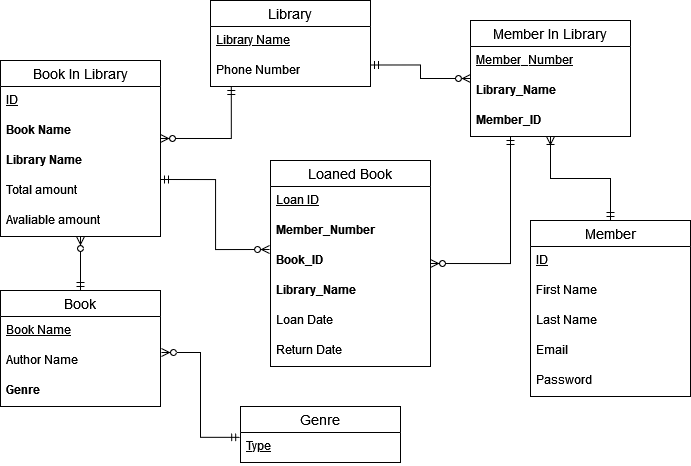 Library
Library Name
Phone Number
Member In Library
Member_Number
Library_Name
Member_ID
Book In Library
ID
Book Name
Library Name
Total amount
Avaliable amount
Loaned Book
Loan ID
Member_Number
Book_ID
Library_Name
Loan Date
Return Date
Member
ID
First Name
Last Name
Email
Password
Book
Book Name
Author Name
Genre
Genre
Type